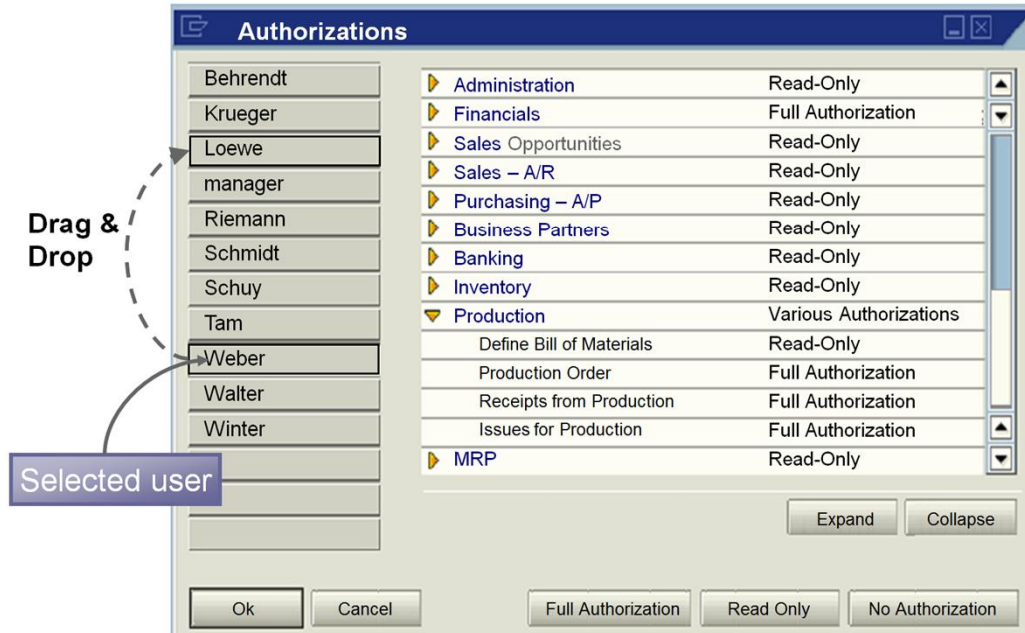 Authorizations
Behrendt
Krueger
Loewe
manager
Riemann
Schmidt
Schuy
Tam
Weber
Walter
Winter
Drag &
Drop
Selected user
Administration Read-Only
Financials Full Authorization
Sales Opportunities Read-Only
Sales – A/R Read-Only
Purchasing – A/P Read-Only
Business Partners Read-Only
Banking Read-Only
Inventory Read-Only
Production Various Authorizations
Define Bill of Materials Read-Only
Production Order Full Authorization
Receipts from Production Full Authorization
Issues for Production Full Authorization
MRP Read-Only
Expand Collapse
Ok Cancel Full Authorization Read Only No Authorization